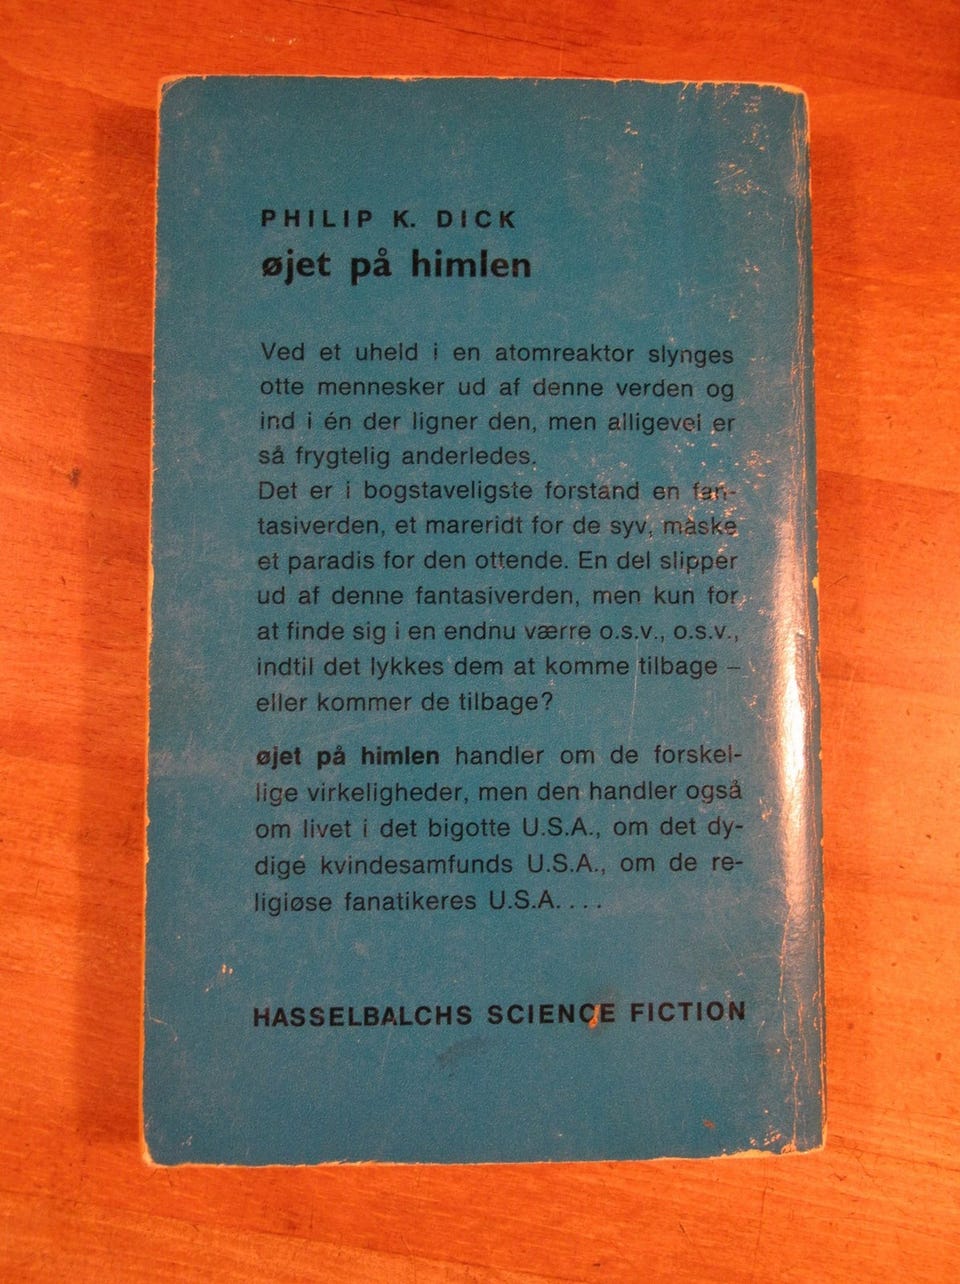 PHILIP K. DICK
øjet på himlen
Ved et uheld i en atomreaktor slynges
otte mennesker ud af denne verden og
ind i én der ligner den, men alligevel er
så frygtelig anderledes.
Det er i bogstaveligste forstand en fan-
tasiverden, et mareridt for de syv, måske
et paradis for den ottende. En del slipper
ud af denne fantasiverden, men kun for
at finde sig i en endnu værre o.s.v., o.s.v.,
indtil det lykkes dem at komme tilbage –
eller kommer de tilbage?
øjet på himlen handler om de forskel-
lige virkeligheder, men den handler også
om livet i det bigotte U.S.A., om det dy-
dige kvindesamfunds U.S.A., om de re-
ligiøse fanatikeres U.S.A....
HASSELBALCHS SCIENCE FICTION